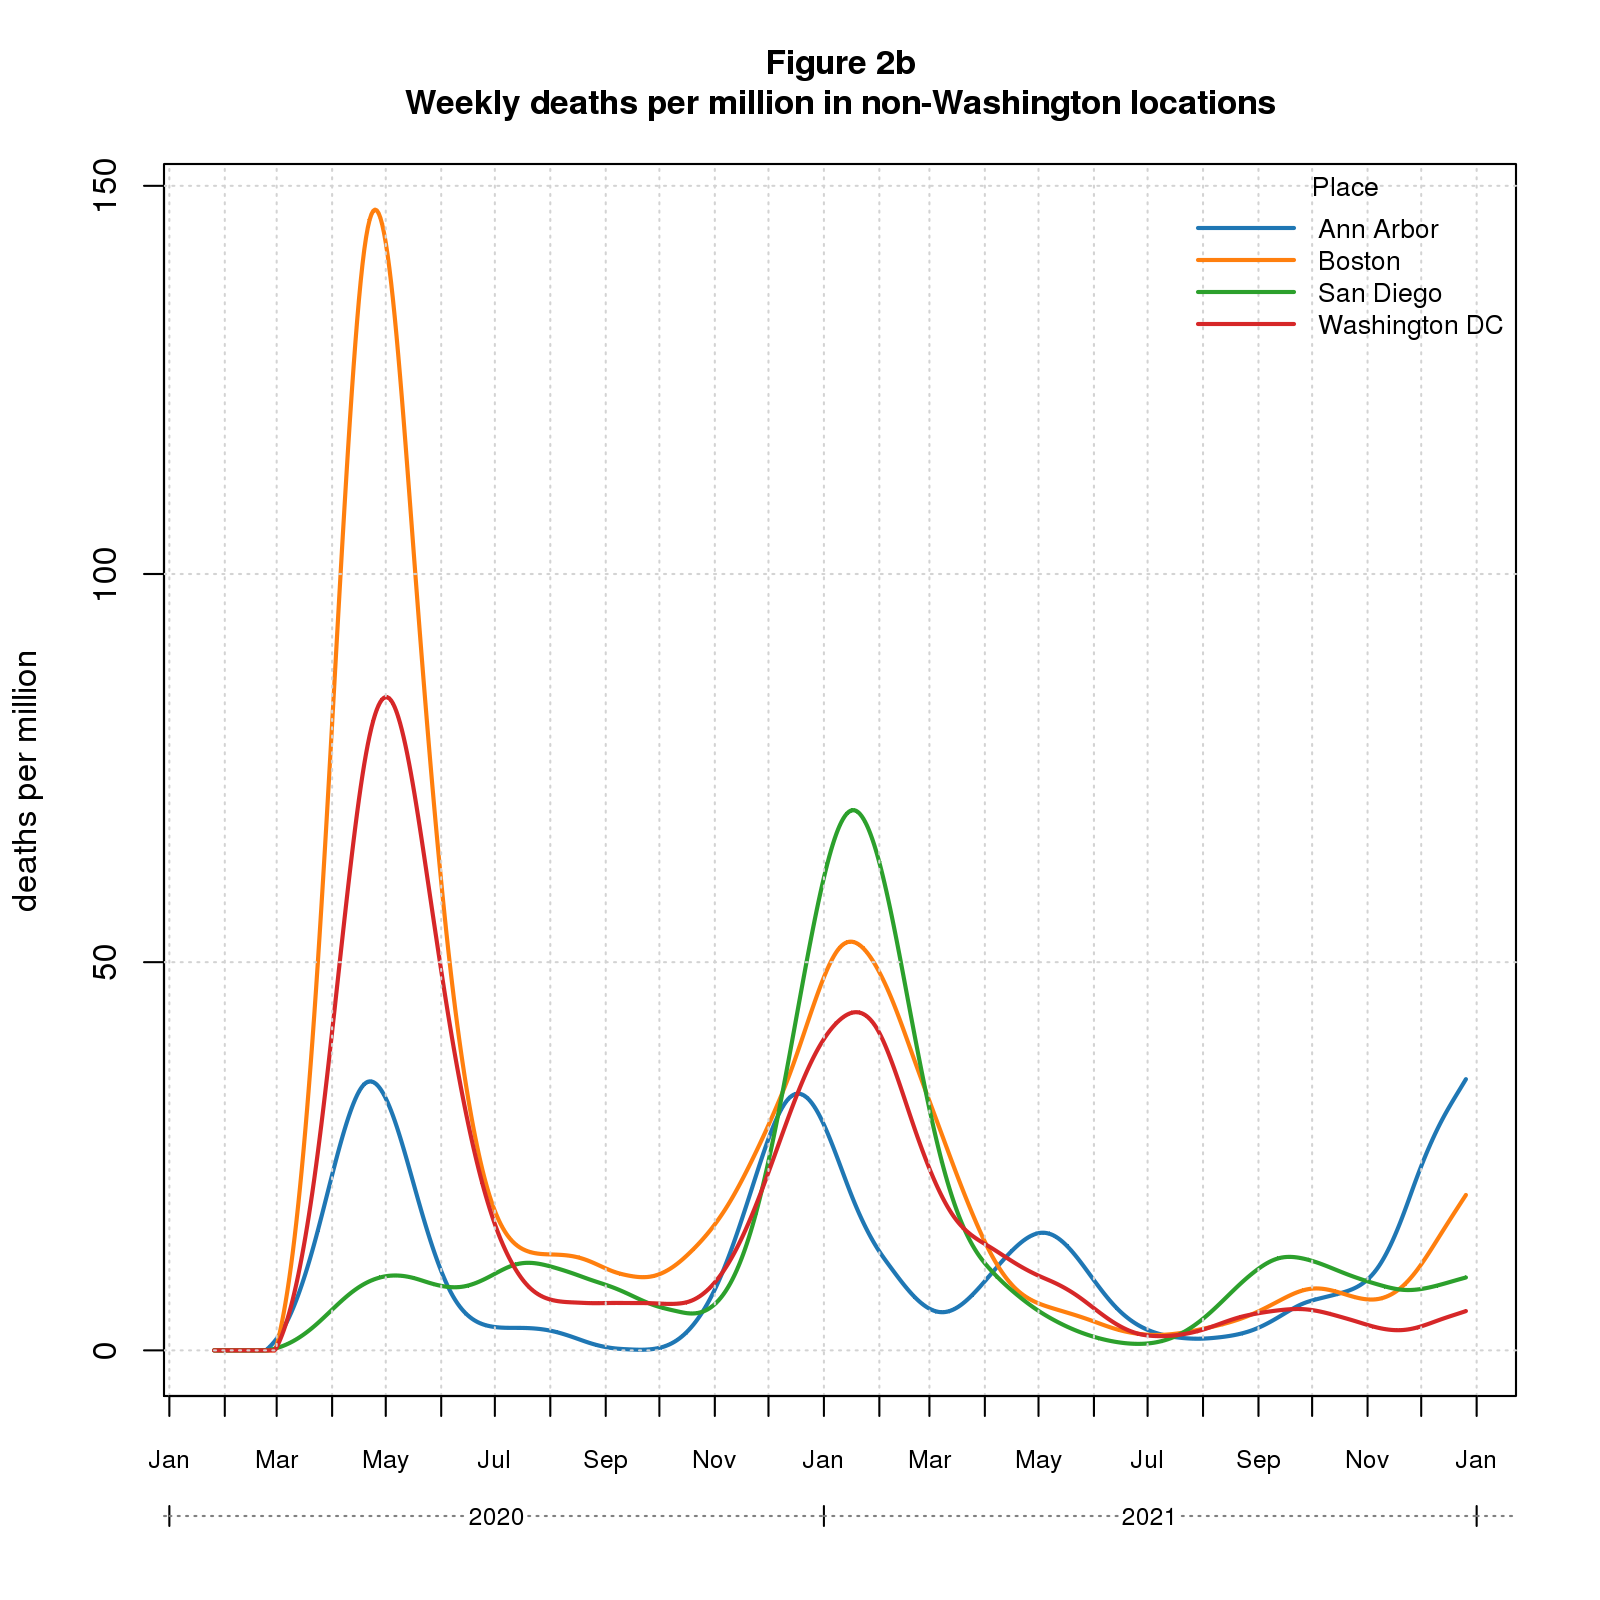 Figure 2b
Weekly deaths per million in non-Washington locations
deaths per million
150
100
50
0
Place
Ann Arbor
Boston
San Diego
Washington DC
Jan Mar May Jul Sep Nov Jan Mar May Jul Sep Nov Jan
2020 2021